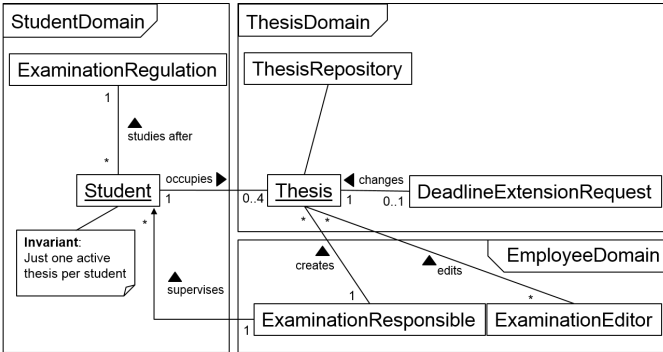 StudentDomain
ThesisDomain
ExaminationRegulation
ThesisRepository
1
studies after
*
occupies
changes
Student
1
0..4
Thesis
1
0..1
DeadlineExtensionRequest
*
*
*
Invariant:
Just one active
thesis per student
EmployeeDomain
creates
edits
supervises
1
*
1
ExaminationResponsible
ExaminationEditor